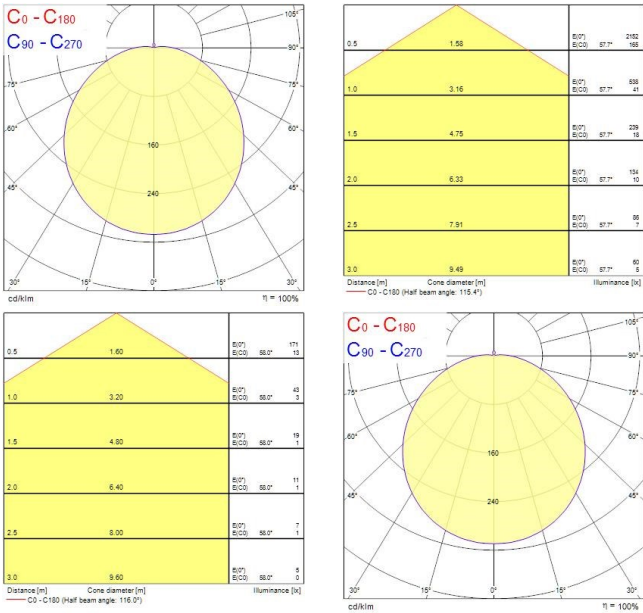 C0 - C180
C90 - C270
105°
90°
75°
75°
60°
60°
160
45°
240
45°
30°
15°
0°
15°
30°
cd/klm
η = 100%
0.5 1.58 E(0°) 2152
E(C0) 57.7° 165
1.0 3.16 E(0°) 538
E(C0) 57.7° 41
1.5 4.75 E(0°) 239
E(C0) 57.7° 18
2.0 6.33 E(0°) 134
E(C0) 57.7° 10
2.5 7.91 E(0°) 86
E(C0) 57.7° 7
3.0 9.49 E(0°) 60
E(C0) 57.7° 5
Distance [m] Cone diameter [m] Illuminance [lx]
C0 - C180 (Half beam angle: 115.4°)
0.5 1.60 E(0°) 171
E(C0) 58.0° 13
1.0 3.20 E(0°) 43
E(C0) 58.0° 3
1.5 4.80 E(0°) 19
E(C0) 58.0° 1
2.0 6.40 E(0°) 11
E(C0) 58.0° 1
2.5 8.00 E(0°) 7
E(C0) 58.0° 1
3.0 9.60 E(0°) 5
E(C0) 58.0° 0
Distance [m] Cone diameter [m] Illuminance [lx]
C0 - C180 (Half beam angle: 116.0°)
C0 - C180
C90 - C270
105°
90°
75°
75°
60°
60°
160
45°
240
45°
30°
15°
0°
15°
30°
cd/klm
η = 100%